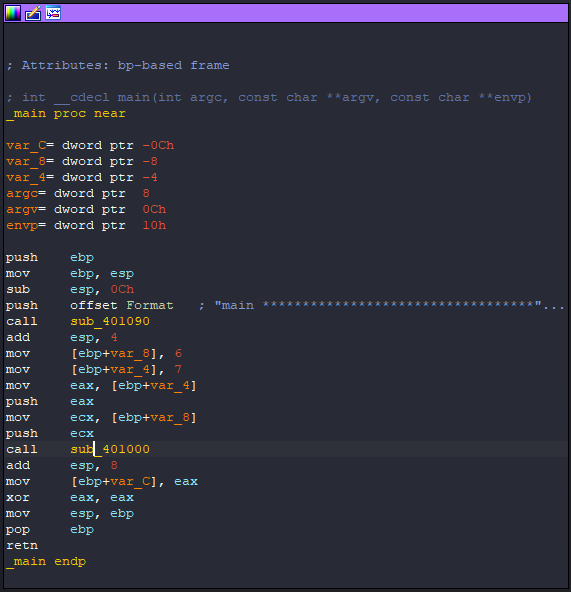 ; Attributes: bp-based frame
; int __cdecl main(int argc, const char **argv, const char **envp)
_main proc near
var_C= dword ptr -0Ch
var_8= dword ptr -8
var_4= dword ptr -4
argc= dword ptr  8
argv= dword ptr  0Ch
envp= dword ptr  10h
push    ebp
mov     ebp, esp
sub     esp, 0Ch
push    offset Format   ; "main **********************************"...
call    sub_401090
add     esp, 4
mov     [ebp+var_8], 6
mov     [ebp+var_4], 7
mov     eax, [ebp+var_4]
push    eax
mov     ecx, [ebp+var_8]
push    ecx
call    sub_401000
add     esp, 8
mov     [ebp+var_C], eax
xor     eax, eax
mov     esp, ebp
pop     ebp
retn
_main endp